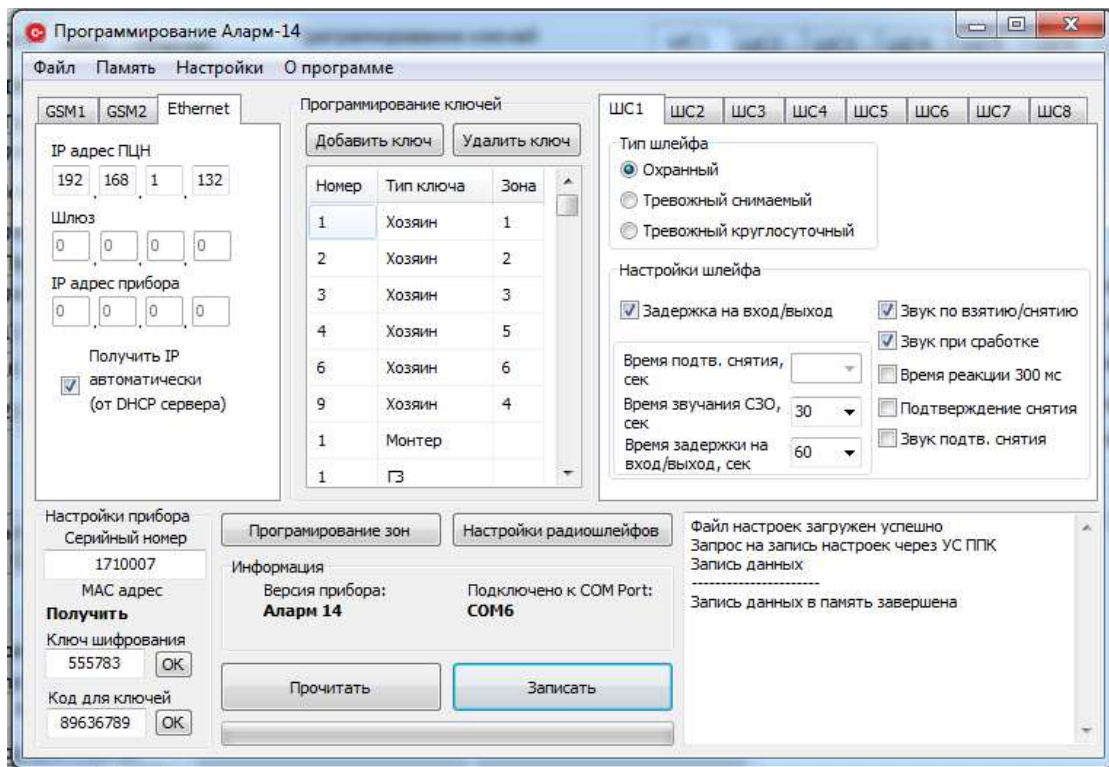 Программирование Аларм-14
Файл Память Настройки О программе
GSM1 GSM2 Ethernet
IP адрес ПЦН
192 . 168 . 1 . 132
Шлюз
0 . 0 . 0 . 0
IP адрес прибора
0 . 0 . 0 . 0
Получить IP
автоматически
(от DHCP сервера)
Программирование ключей
Добавить ключ Удалить ключ
Номер Тип ключа Зона
1 Хозяин 1
2 Хозяин 2
3 Хозяин 3
4 Хозяин 5
6 Хозяин 6
9 Хозяин 4
1 Монтер
1 ГЗ
ШС1 ШС2 ШС3 ШС4 ШС5 ШС6 ШС7 ШС8
Тип шлейфа
Охранный
Тревожный снимаемый
Тревожный круглосуточный
Настройки шлейфа
Задержка на вход/выход
Время подтв. снятия,
сек
Время звучания СЗО,
сек
30
Время задержки на
вход/выход, сек
60
Звук по взятию/снятию
Звук при сработке
Время реакции 300 мс
Подтверждение снятия
Звук подтв. снятия
Настройки прибора
Серийный номер
1710007
MAC адрес
Получить
Ключ шифрования
555783 OK
Код для ключей
89636789 OK
Програмирование зон Настройки радиошлейфов
Информация
Версия прибора:
Аларм 14
Подключено к COM Port:
COM6
Прочитать Записать
Файл настроек загружен успешно
Запрос на запись настроек через УС ППК
Запись данных
----------------------
Запись данных в память завершена